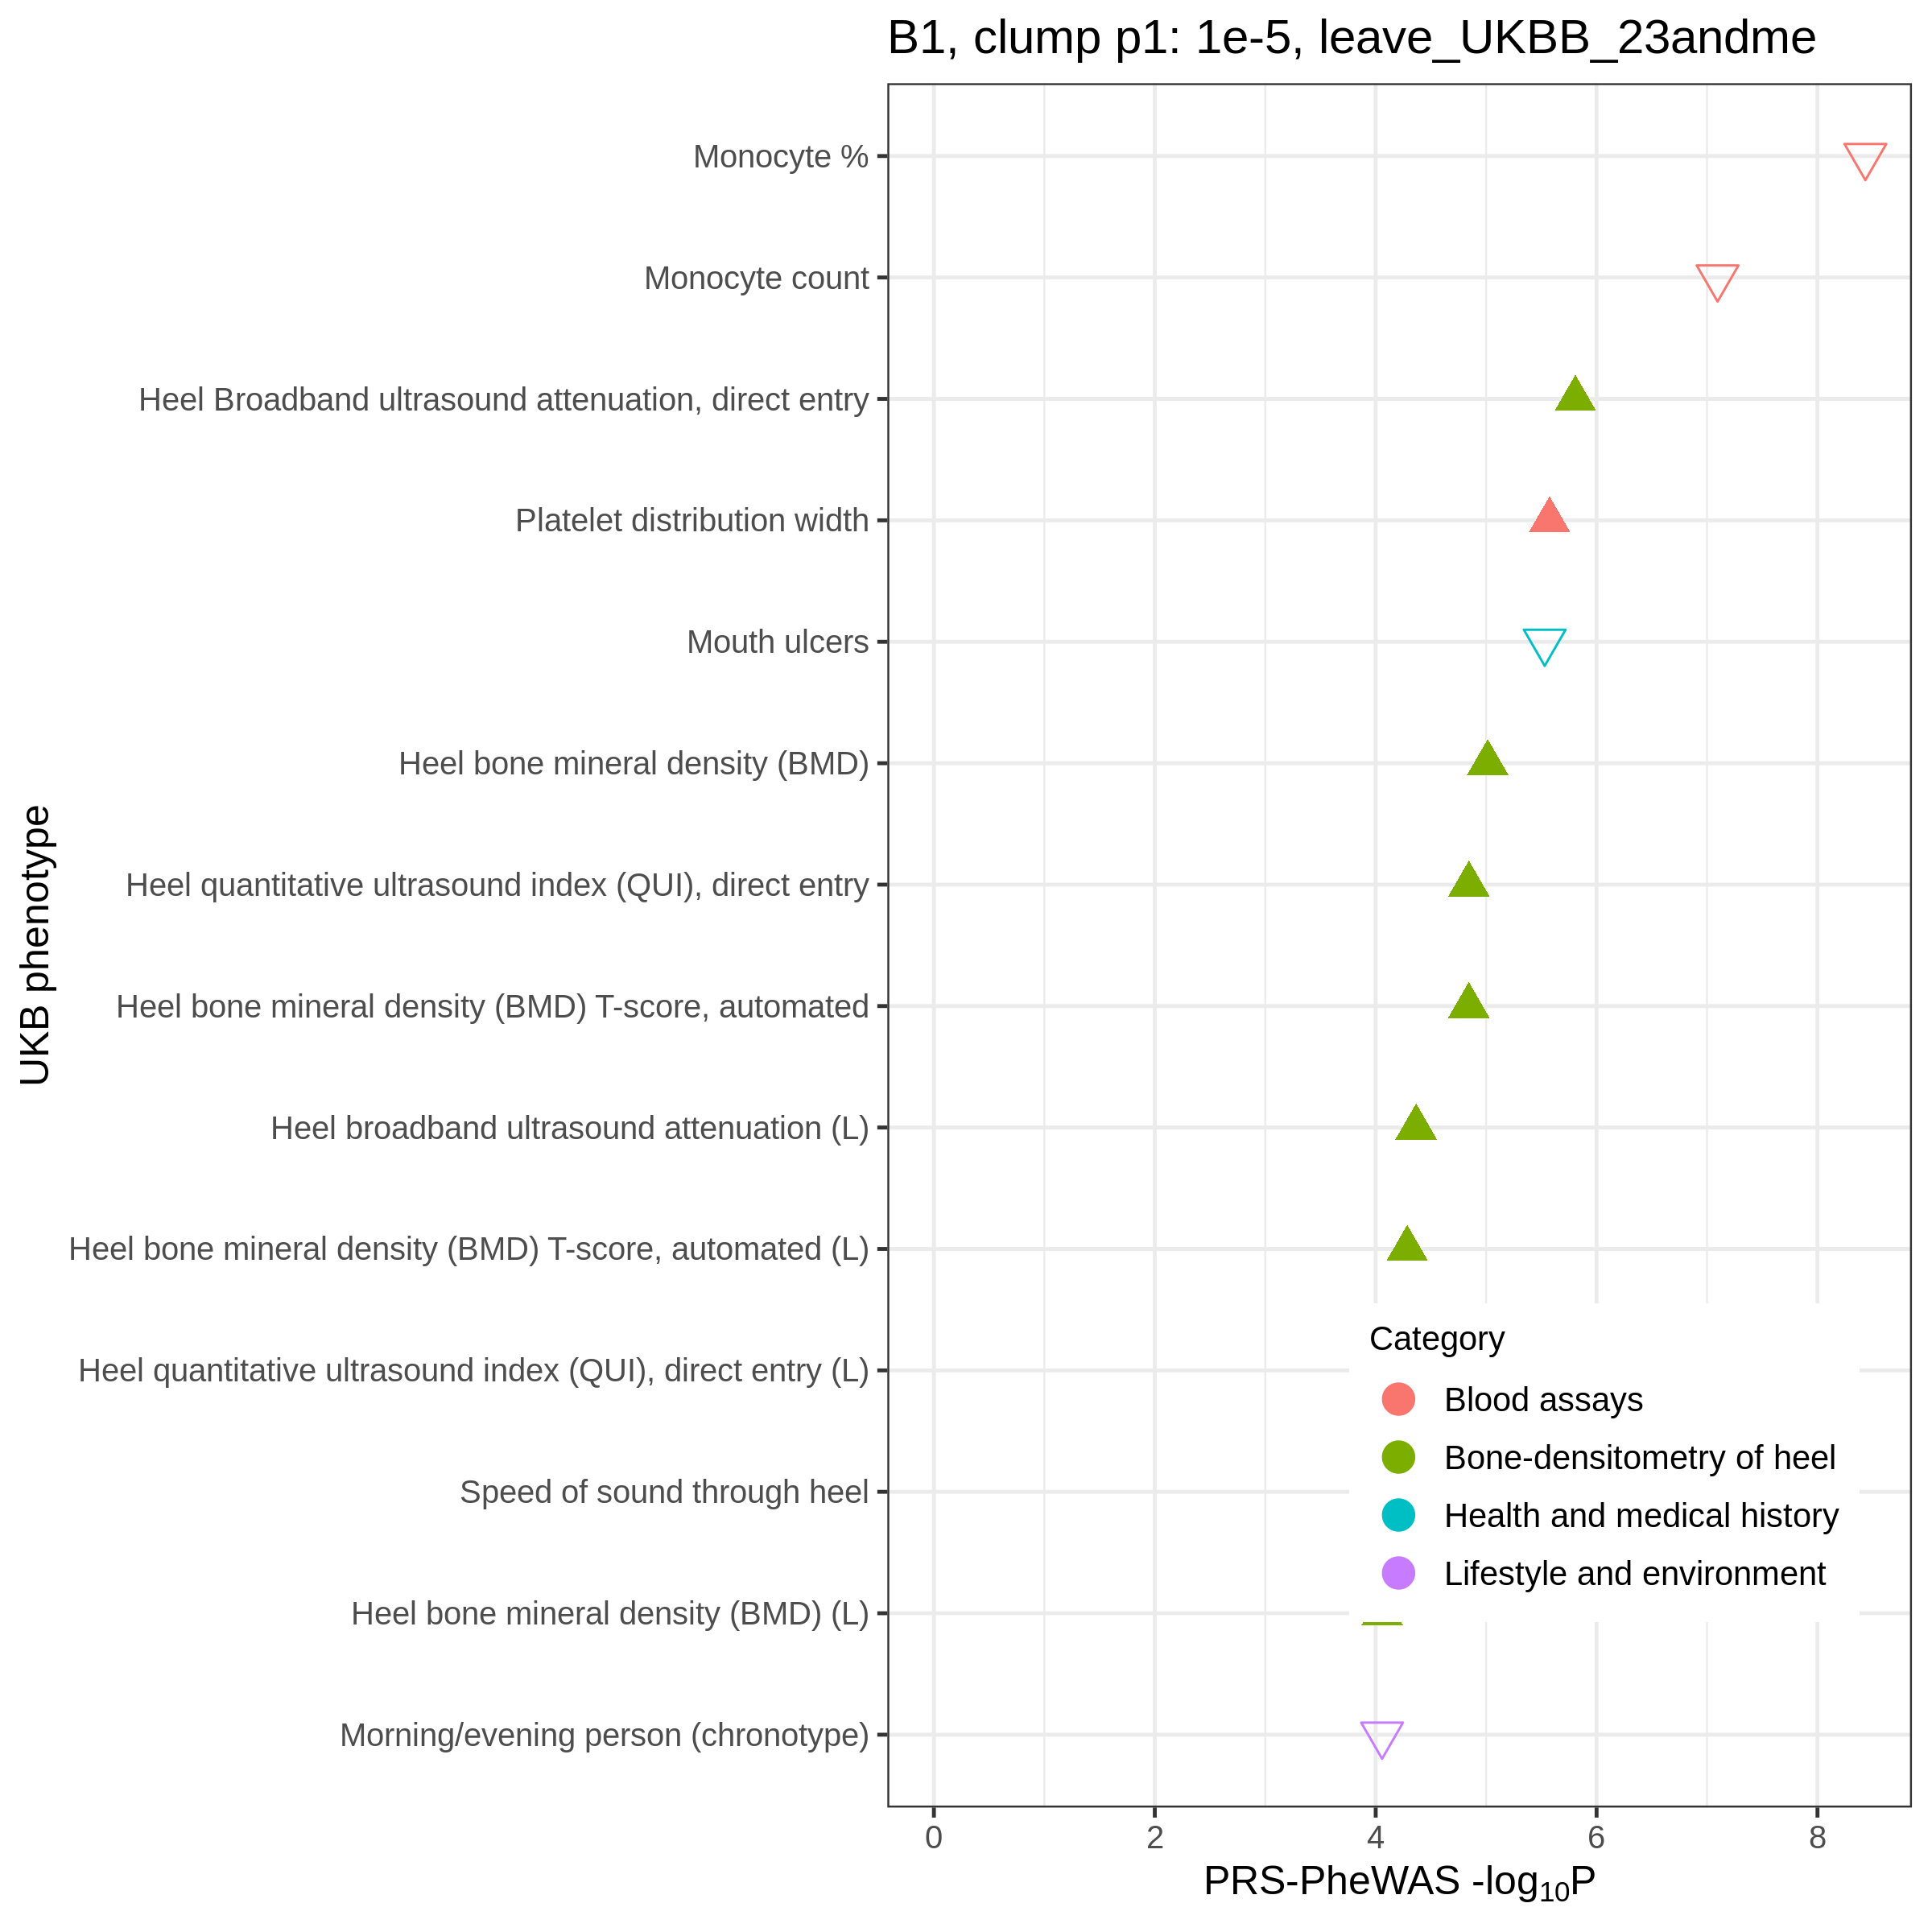 B1, clump p1: 1e-5, leave_UKBB_23andme
Monocyte %
Monocyte count
Heel Broadband ultrasound attenuation, direct entry
Platelet distribution width
Mouth ulcers
Heel bone mineral density (BMD)
Heel quantitative ultrasound index (QUI), direct entry
Heel bone mineral density (BMD) T-score, automated
Heel broadband ultrasound attenuation (L)
Heel bone mineral density (BMD) T-score, automated (L)
Heel quantitative ultrasound index (QUI), direct entry (L)
Speed of sound through heel
Heel bone mineral density (BMD) (L)
Morning/evening person (chronotype)
UKB phenotype
Category
Blood assays
Bone-densitometry of heel
Health and medical history
Lifestyle and environment
0 2 4 6 8
PRS-PheWAS -log10P